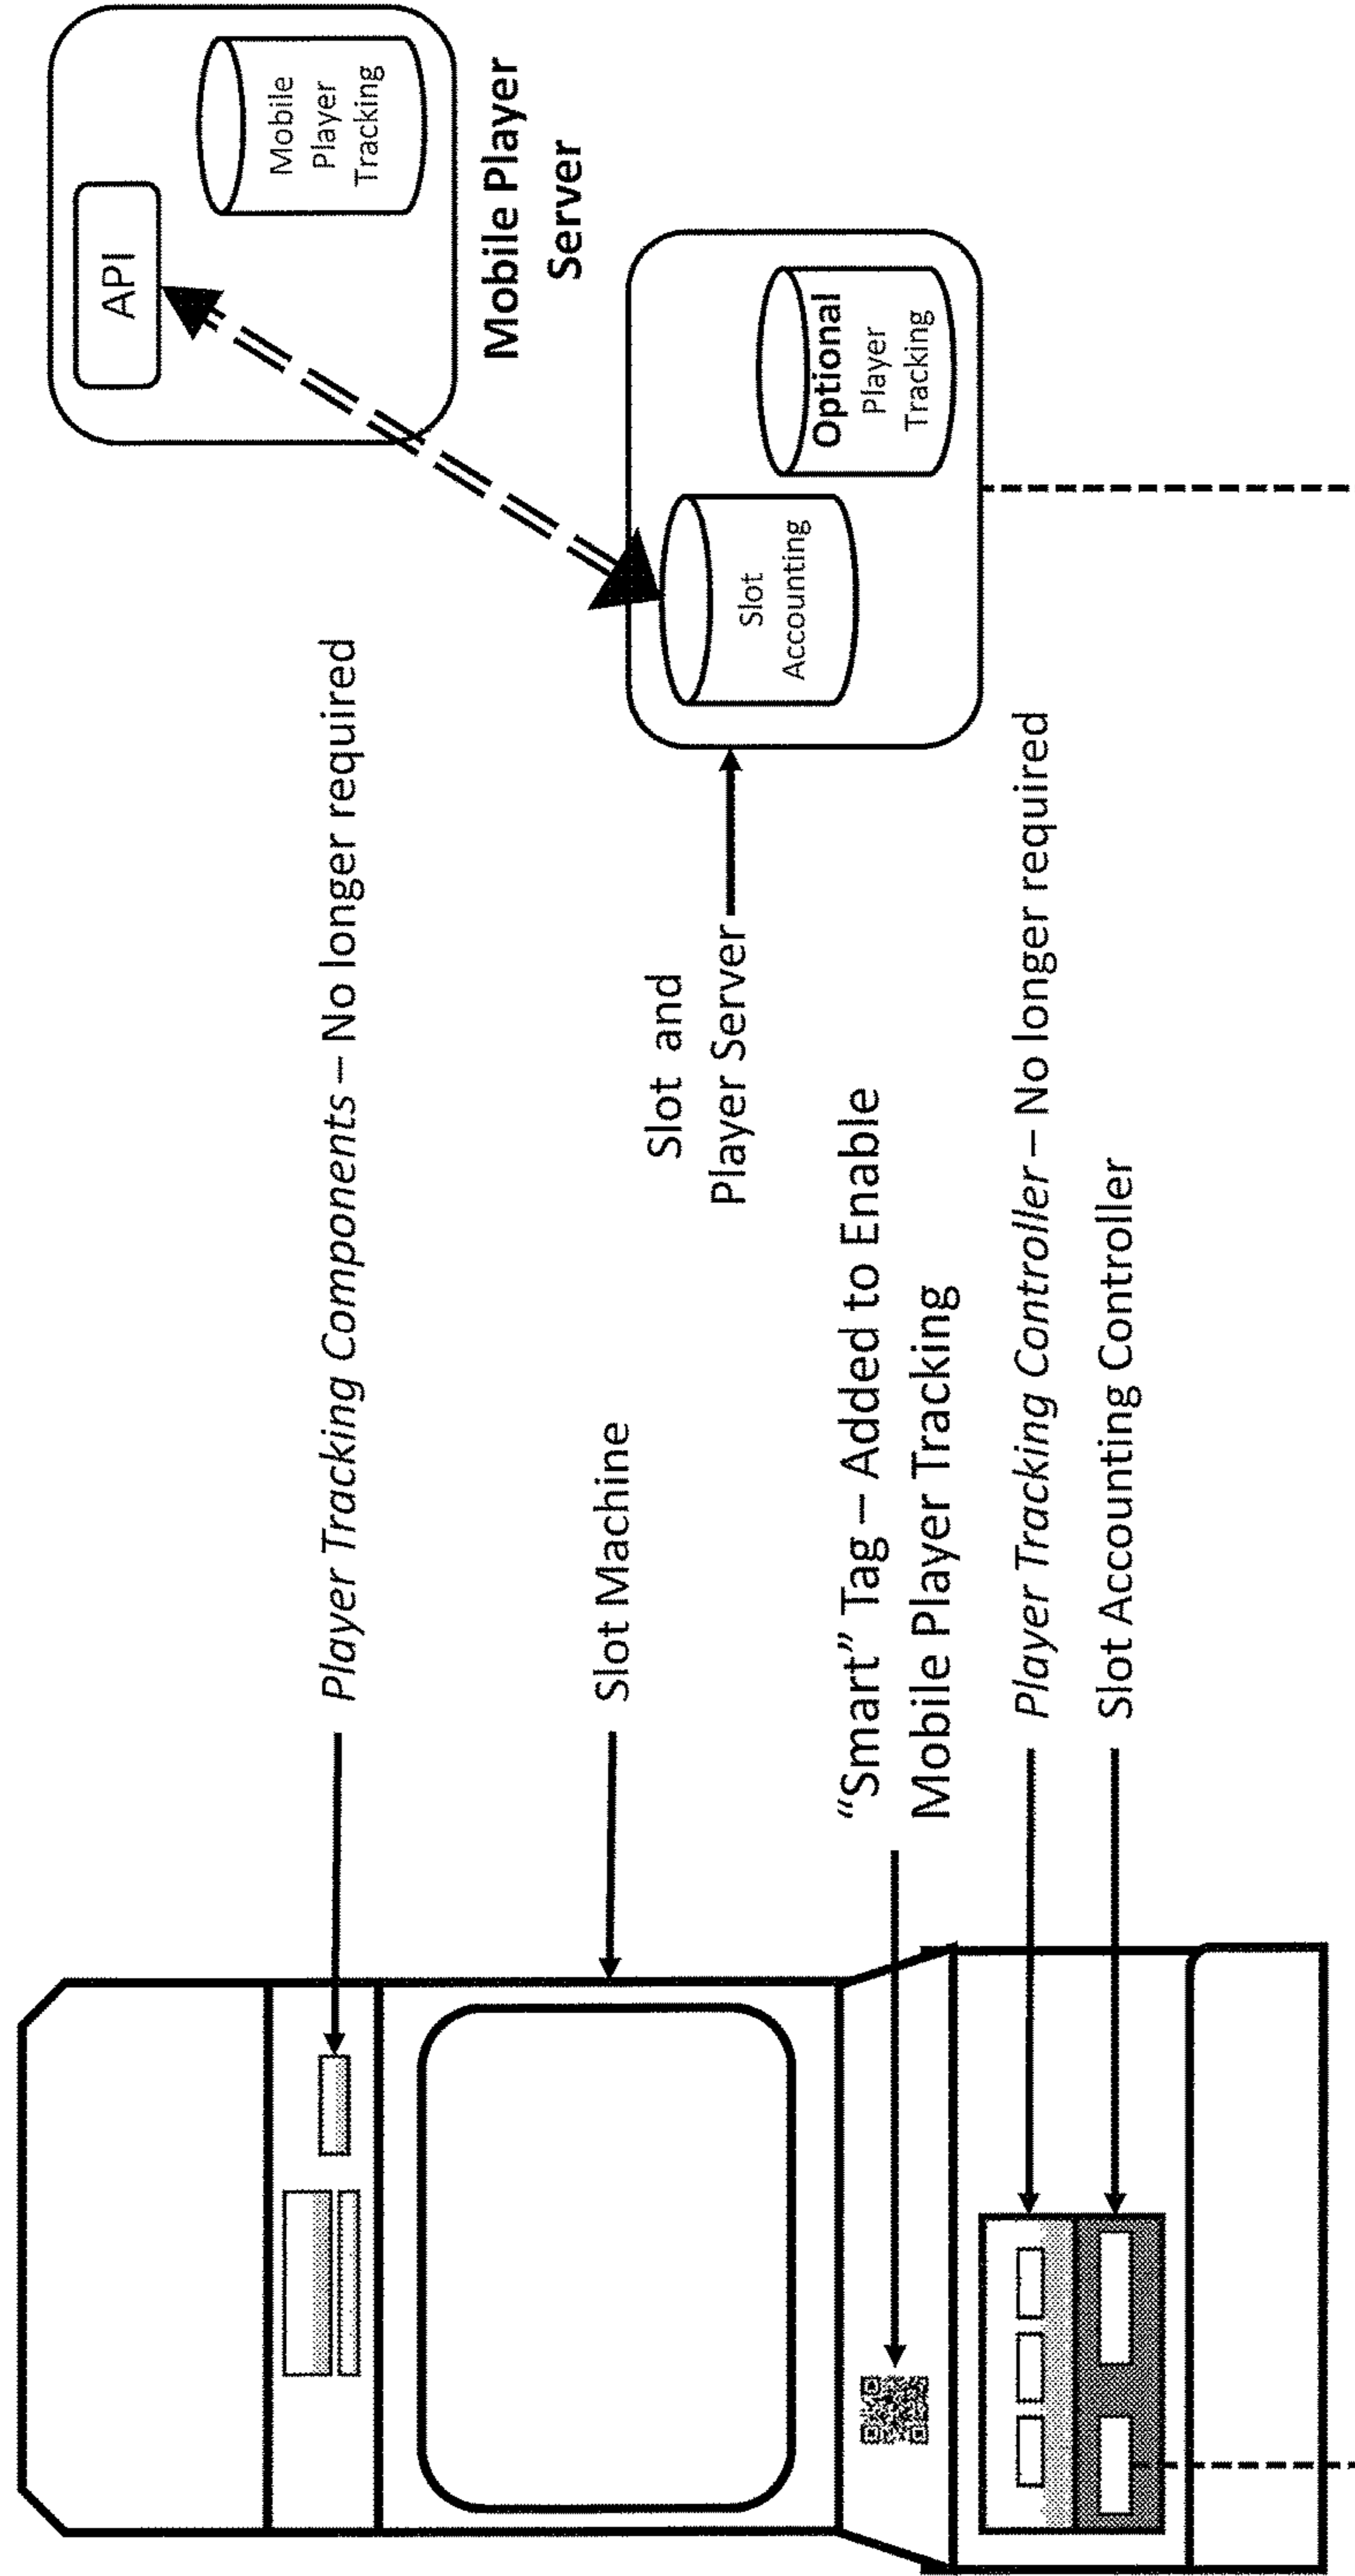 API
Mobile
Player
Tracking
Mobile Player
Server
Player Tracking Components – No longer required
Slot Machine
Slot and
Player Server
Slot
Accounting
Optional
Player
Tracking
“Smart” Tag – Added to Enable
Mobile Player Tracking
Player Tracking Controller – No longer required
Slot Accounting Controller